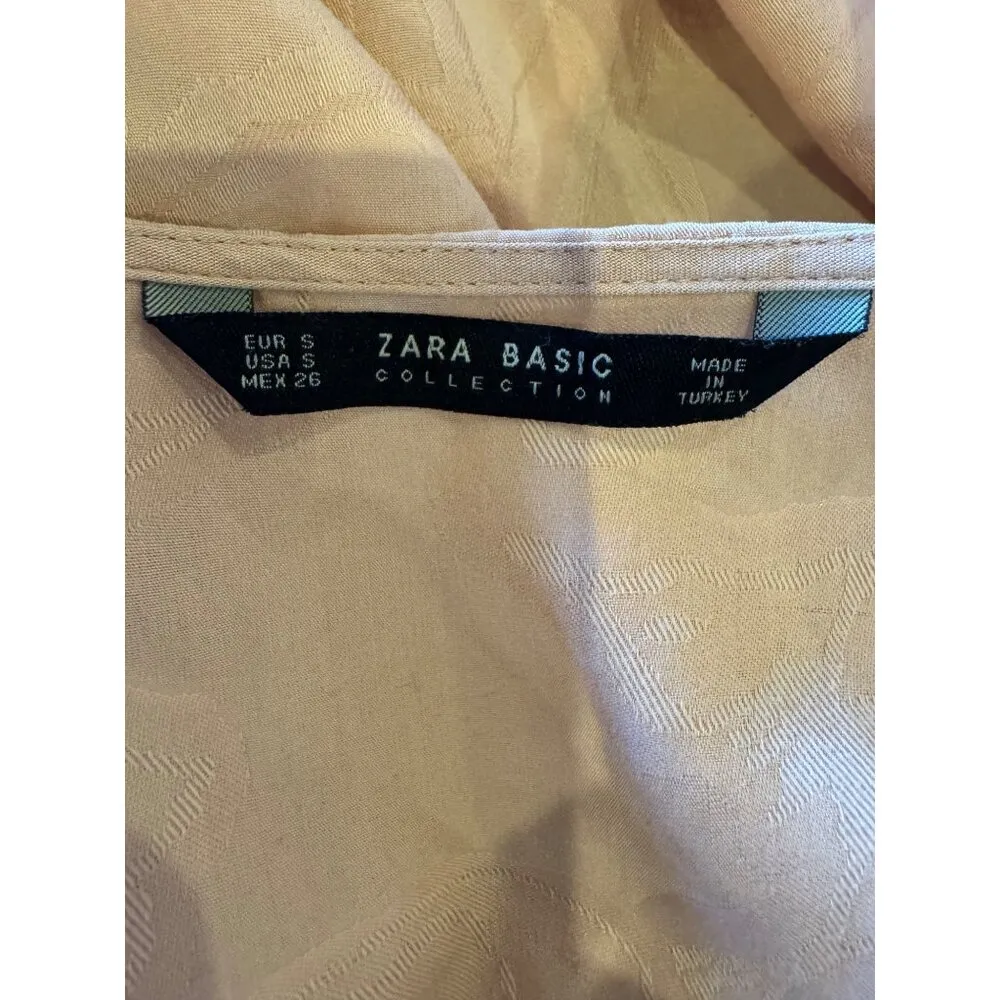 EUR S
USA S
MEX 26
ZARA BASIC
COLLECTION
MADE
IN
TURKEY